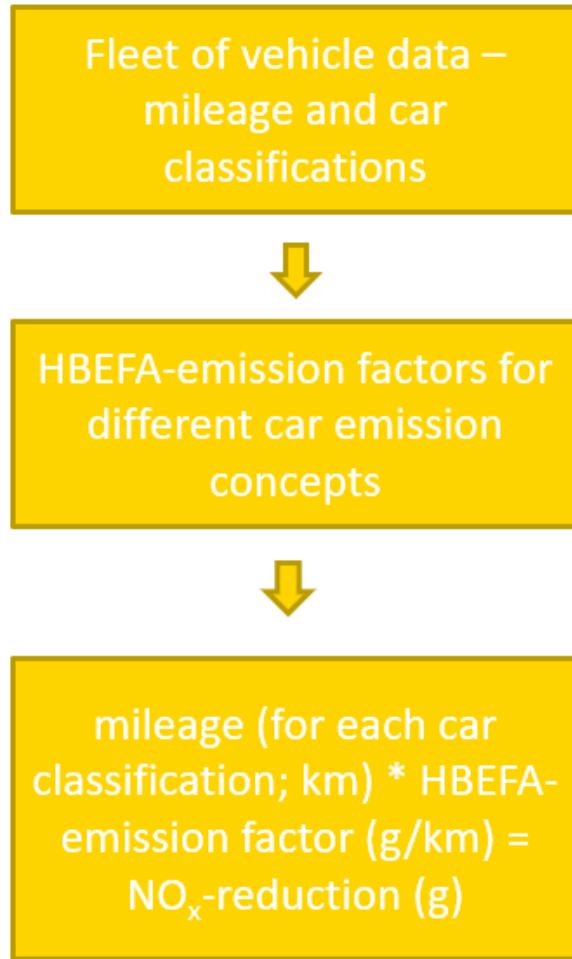 Fleet of vehicle data –
mileage and car
classifications
HBEFA-emission factors for
different car emission
concepts
mileage (for each car
classification; km) * HBEFA-
emission factor (g/km) =
NOₓ-reduction (g)